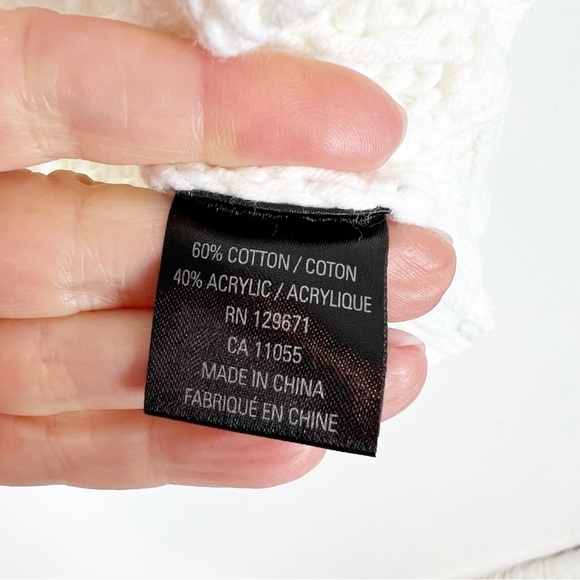 60% COTTON / COTON
40% ACRYLIC / ACRYLIQUE
RN 129671
CA 11055
MADE IN CHINA
FABRIQUÉ EN CHINE